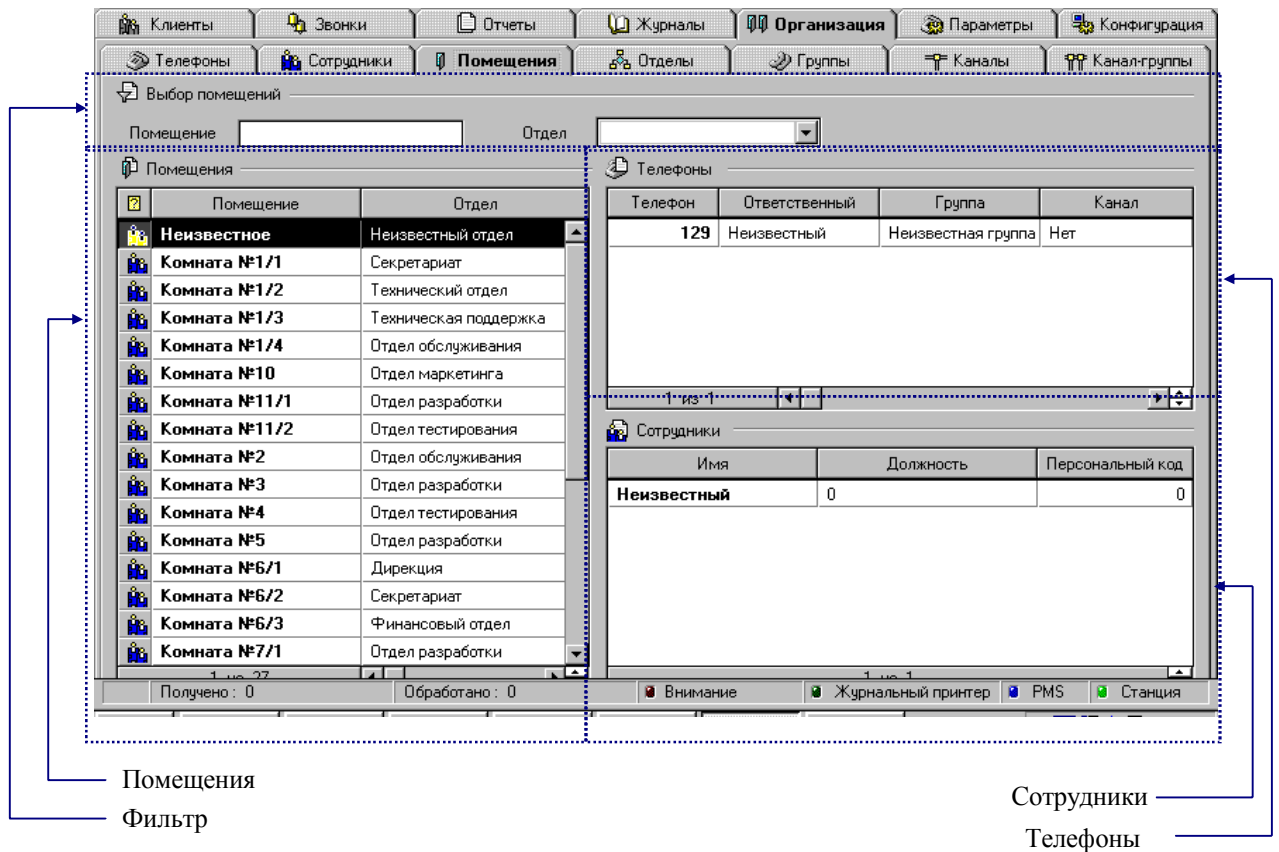 Клиенты Звонки Отчеты Журналы Организация Параметры Конфигурация
Телефоны Сотрудники Помещения Отделы Группы Каналы Канал-группы
Выбор помещений
Помещение Отдел
Помещения
Помещение Отдел
Неизвестное Неизвестный отдел
Комната №1/1 Секретариат
Комната №1/2 Технический отдел
Комната №1/3 Техническая поддержка
Комната №1/4 Отдел обслуживания
Комната №10 Отдел маркетинга
Комната №11/1 Отдел разработки
Комната №11/2 Отдел тестирования
Комната №2 Отдел обслуживания
Комната №3 Отдел разработки
Комната №4 Отдел тестирования
Комната №5 Отдел разработки
Комната №6/1 Дирекция
Комната №6/2 Секретариат
Комната №6/3 Финансовый отдел
Комната №7/1 Отдел разработки
1 из 27
Телефоны
Телефон Ответственный Группа Канал
129 Неизвестный Неизвестная группа Нет
1 из 1
Сотрудники
Имя Должность Персональный код
Неизвестный 0 0
1 из 1
Получено : 0 Обработано : 0 Внимание Журнальный принтер PMS Станция
Помещения
Фильтр
Сотрудники
Телефоны